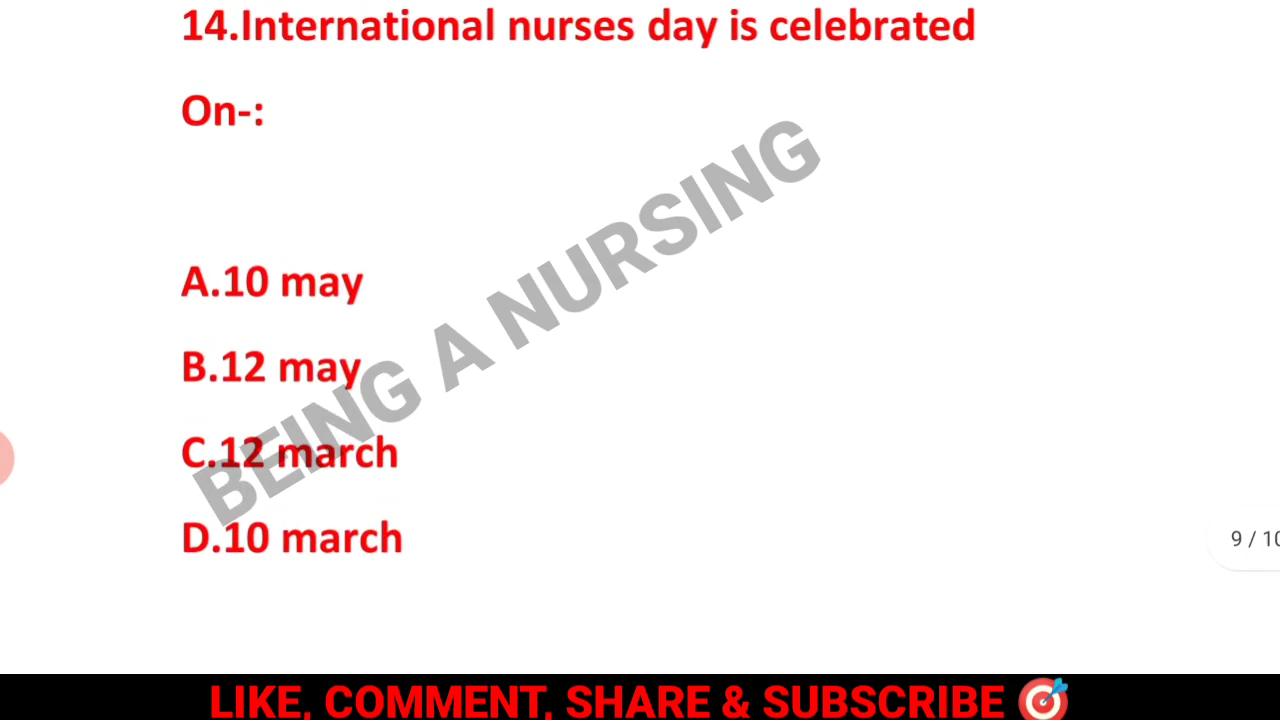 14.International nurses day is celebrated
On-:
BEING A NURSING
A.10 may
B.12 may
C.12 march
D.10 march
9 / 10
LIKE, COMMENT, SHARE & SUBSCRIBE 🎯